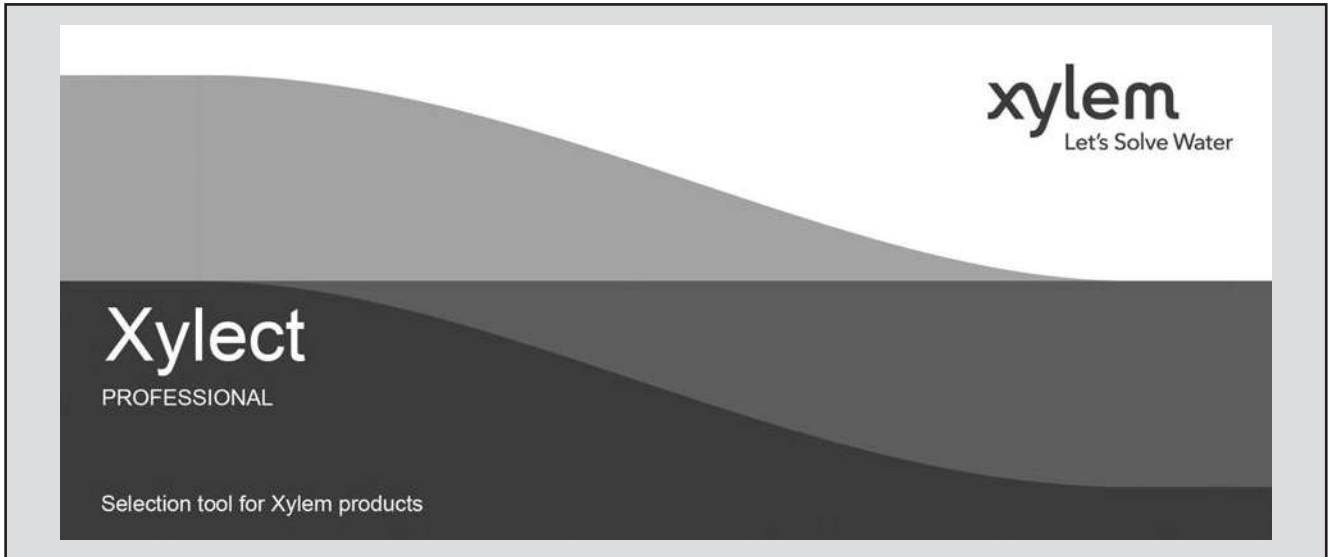 xylem
Let's Solve Water
Xylect
PROFESSIONAL
Selection tool for Xylem products